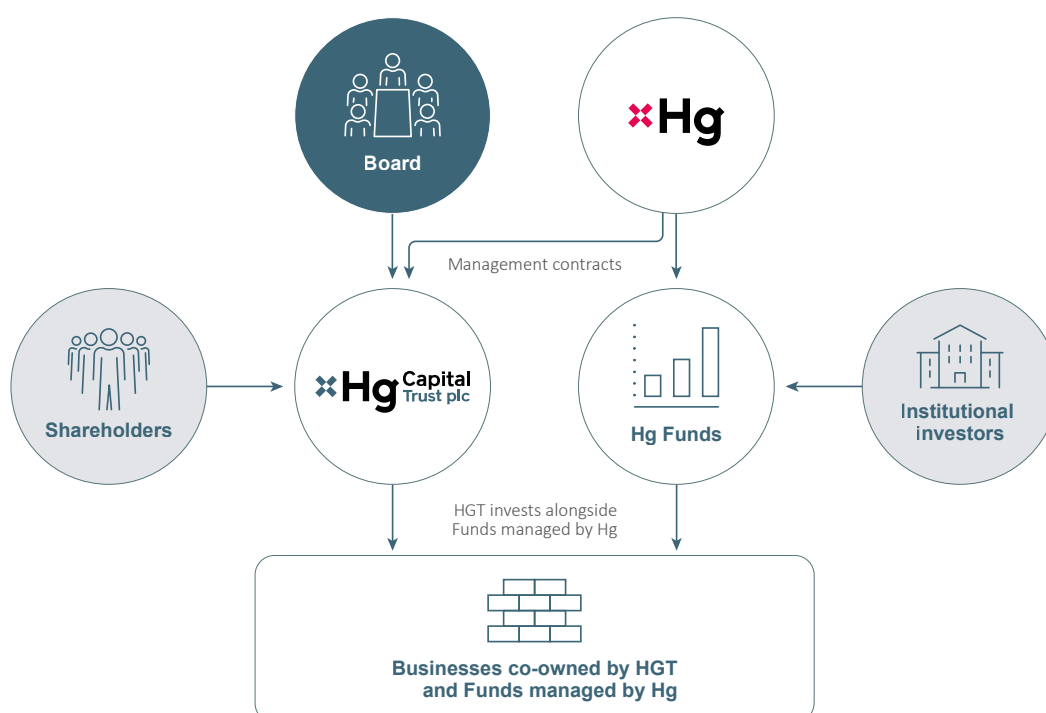 Board
Hg
Management contracts
Shareholders
Hg Capital
Trust plc
Hg Funds
Institutional
investors
HGT invests alongside
Funds managed by Hg
Businesses co-owned by HGT
and Funds managed by Hg